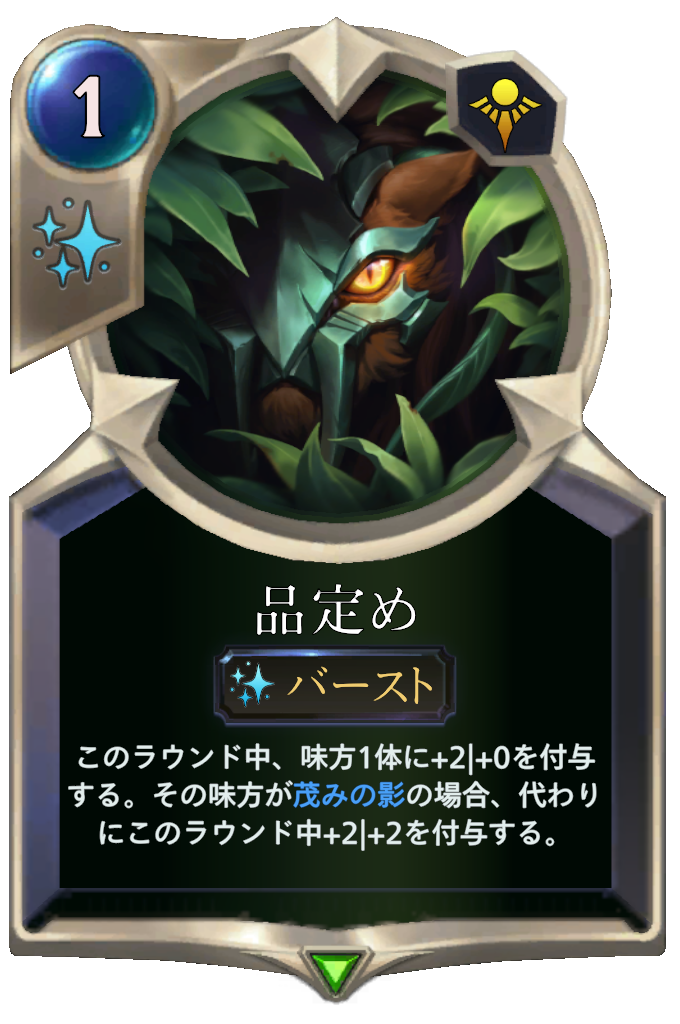 1
品定め
バースト
このラウンド中、味方1体に+2|+0を付与
する。その味方が茂みの影の場合、代わり
にこのラウンド中+2|+2を付与する。